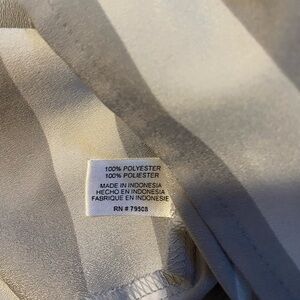 100% POLYESTER
100% POLIESTER
MADE IN INDONESIA
HECHO EN INDONESIA
FABRIQUE EN INDONESIE
RN # 79508